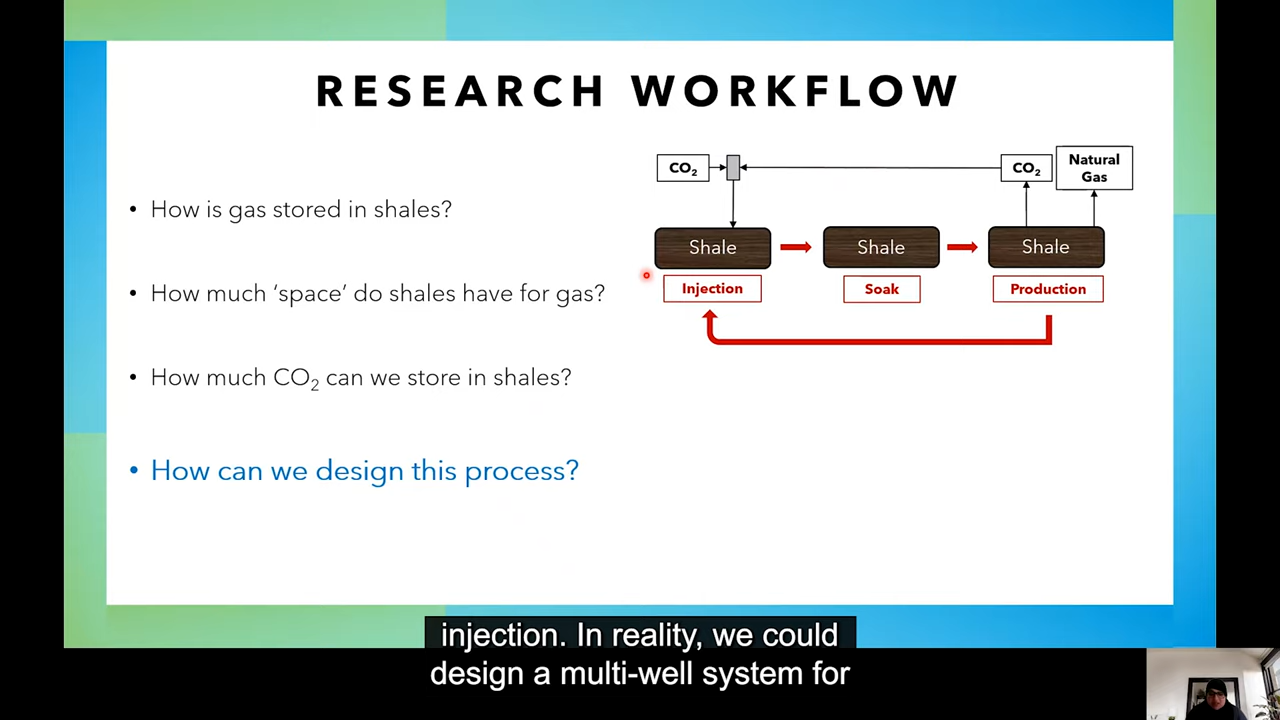 RESEARCH WORKFLOW
• How is gas stored in shales?
• How much ‘space’ do shales have for gas?
• How much CO₂ can we store in shales?
• How can we design this process?
CO₂
CO₂
Natural
Gas
Shale
Shale
Shale
Injection
Soak
Production
injection. In reality, we could
design a multi-well system for